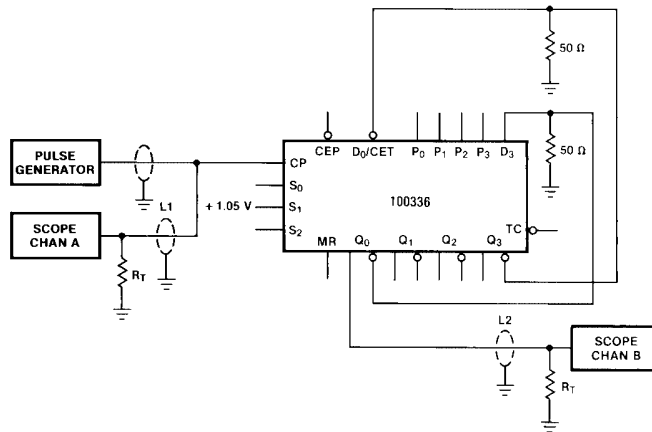 50 Ω
50 Ω
PULSE
GENERATOR
SCOPE
CHAN A
L1
RT
+ 1.05 V
CP
S0
S1
S2
CEP
D0/CET
P0
P1
P2
P3
D3
100336
TC
MR
Q0
Q1
Q2
Q3
L2
SCOPE
CHAN B
RT